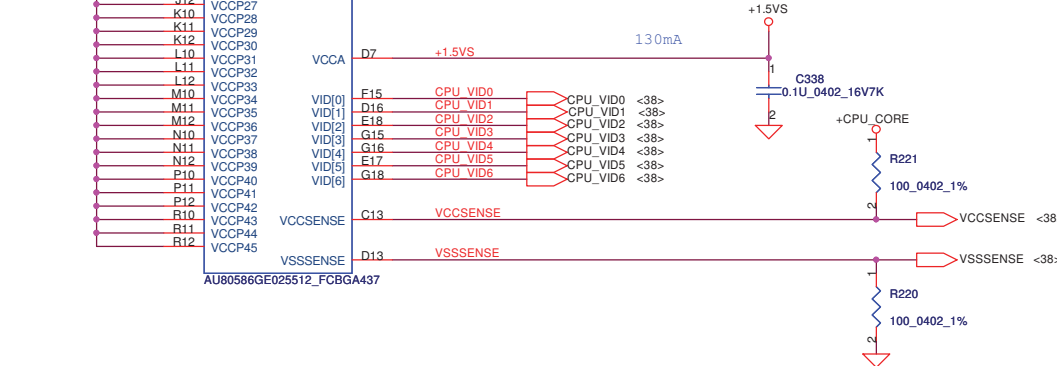 J12 VCCP27
K10 VCCP28
K11 VCCP29
K12 VCCP30
L10 VCCP31
L11 VCCP32
L12 VCCP33
M10 VCCP34
M11 VCCP35
M12 VCCP36
N10 VCCP37
N11 VCCP38
N12 VCCP39
P10 VCCP40
P11 VCCP41
P12 VCCP42
R10 VCCP43
R11 VCCP44
R12 VCCP45
VCCA D7 +1.5VS
130mA
+1.5VS
1
C338
0.1U_0402_16V7K
2
VID[0] F15 CPU_VID0 CPU_VID0 <38>
VID[1] D16 CPU_VID1 CPU_VID1 <38>
VID[2] E18 CPU_VID2 CPU_VID2 <38>
VID[3] G15 CPU_VID3 CPU_VID3 <38>
VID[4] G16 CPU_VID4 CPU_VID4 <38>
VID[5] E17 CPU_VID5 CPU_VID5 <38>
VID[6] G18 CPU_VID6 CPU_VID6 <38>
+CPU_CORE
1
R221
100_0402_1%
2
VCCSENSE C13 VCCSENSE VCCSENSE <38
VSSSENSE D13 VSSSENSE VSSSENSE <38>
AU80586GE025512_FCBGA437
1
R220
100_0402_1%
2